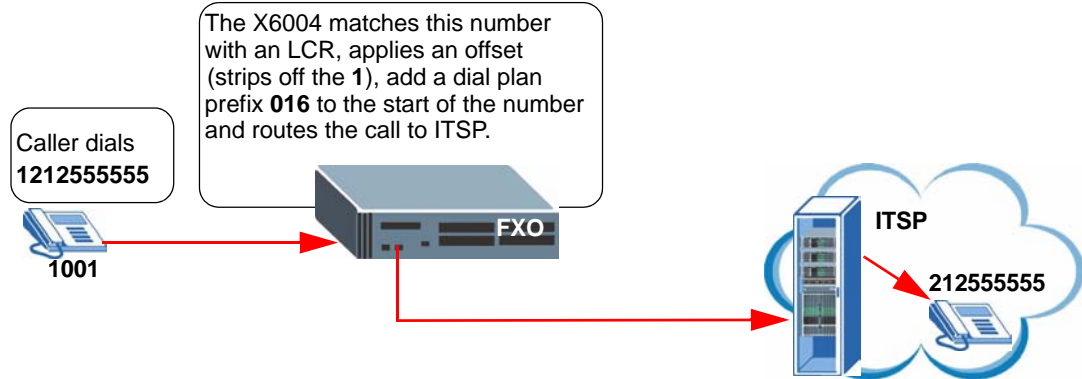 The X6004 matches this number
with an LCR, applies an offset
(strips off the 1), add a dial plan
prefix 016 to the start of the number
and routes the call to ITSP.
Caller dials
1212555555
FXO
1001
ITSP
212555555